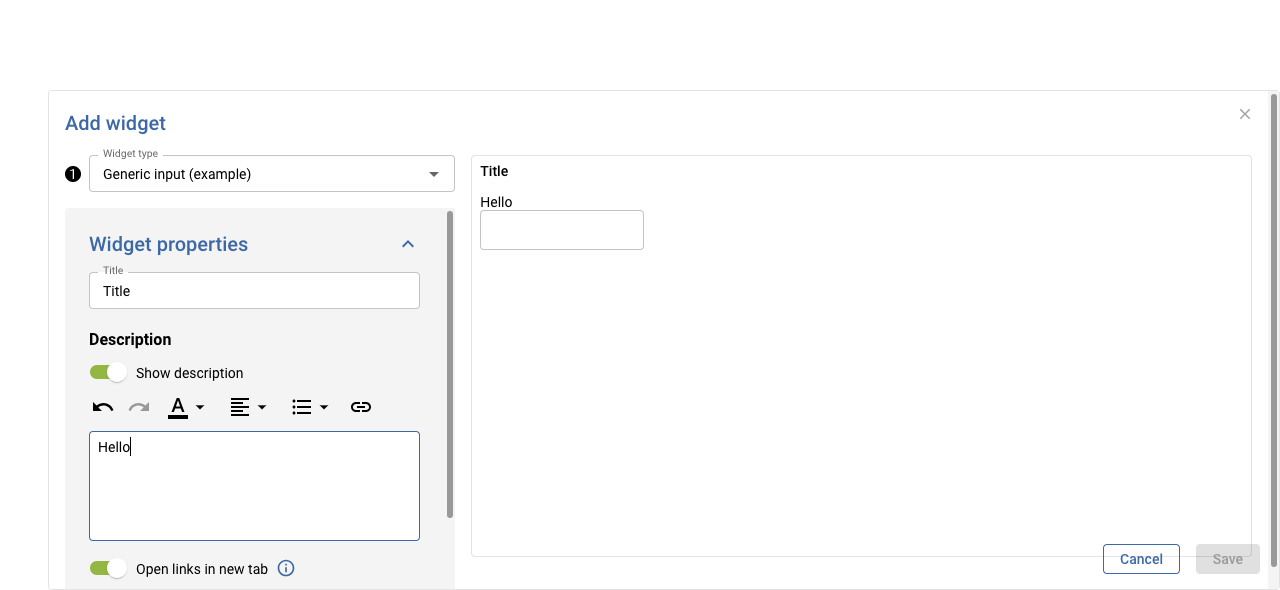 Add widget
1
Widget type
Generic input (example)
Widget properties
Title
Title
Description
Show description
A
Hello
Open links in new tab
Title
Hello
Cancel
Save